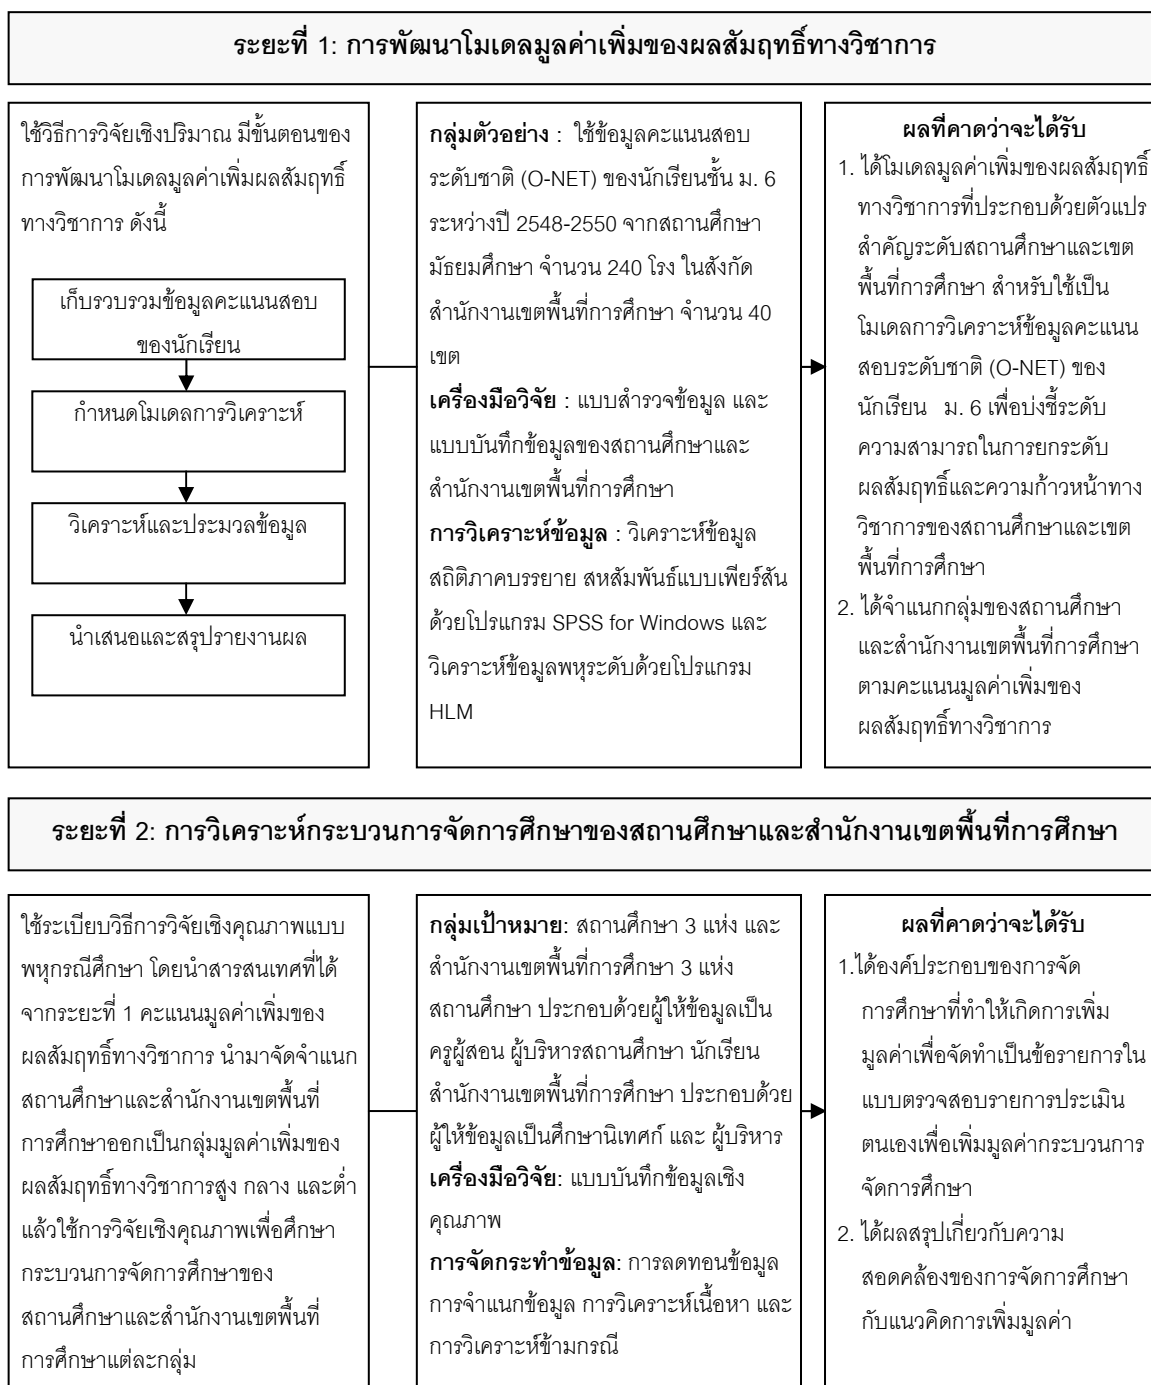 ระยะที่ 1: การพัฒนาโมเดลมูลค่าเพิ่มของผลสัมฤทธิ์ทางวิชาการ
ใช้วิธีการวิจัยเชิงปริมาณ มีขั้นตอนของ
การพัฒนาโมเดลมูลค่าเพิ่มผลสัมฤทธิ์
ทางวิชาการ ดังนี้
เก็บรวบรวมข้อมูลคะแนนสอบ
ของนักเรียน
กำหนดโมเดลการวิเคราะห์
วิเคราะห์และประมวลข้อมูล
นำเสนอและสรุปรายงานผล
กลุ่มตัวอย่าง : ใช้ข้อมูลคะแนนสอบ
ระดับชาติ (O-NET) ของนักเรียนชั้น ม. 6
ระหว่างปี 2548-2550 จากสถานศึกษา
มัธยมศึกษา จำนวน 240 โรง ในสังกัด
สำนักงานเขตพื้นที่การศึกษา จำนวน 40
เขต
เครื่องมือวิจัย : แบบสำรวจข้อมูล และ
แบบบันทึกข้อมูลของสถานศึกษาและ
สำนักงานเขตพื้นที่การศึกษา
การวิเคราะห์ข้อมูล : วิเคราะห์ข้อมูล
สถิติภาคบรรยาย สหสัมพันธ์แบบเพียร์สัน
ด้วยโปรแกรม SPSS for Windows และ
วิเคราะห์ข้อมูลพหุระดับด้วยโปรแกรม
HLM
ผลที่คาดว่าจะได้รับ
1. ได้โมเดลมูลค่าเพิ่มของผลสัมฤทธิ์
ทางวิชาการที่ประกอบด้วยตัวแปร
สำคัญระดับสถานศึกษาและเขต
พื้นที่การศึกษา สำหรับใช้เป็น
โมเดลการวิเคราะห์ข้อมูลคะแนน
สอบระดับชาติ (O-NET) ของ
นักเรียน ม. 6 เพื่อบ่งชี้ระดับ
ความสามารถในการยกระดับ
ผลสัมฤทธิ์และความก้าวหน้าทาง
วิชาการของสถานศึกษาและเขต
พื้นที่การศึกษา
2. ได้จำแนกกลุ่มของสถานศึกษา
และสำนักงานเขตพื้นที่การศึกษา
ตามคะแนนมูลค่าเพิ่มของ
ผลสัมฤทธิ์ทางวิชาการ
ระยะที่ 2: การวิเคราะห์กระบวนการจัดการศึกษาของสถานศึกษาและสำนักงานเขตพื้นที่การศึกษา
ใช้ระเบียบวิธีการวิจัยเชิงคุณภาพแบบ
พหุกรณีศึกษา โดยนำสารสนเทศที่ได้
จากระยะที่ 1 คะแนนมูลค่าเพิ่มของ
ผลสัมฤทธิ์ทางวิชาการ นำมาจัดจำแนก
สถานศึกษาและสำนักงานเขตพื้นที่
การศึกษาออกเป็นกลุ่มมูลค่าเพิ่มของ
ผลสัมฤทธิ์ทางวิชาการสูง กลาง และต่ำ
แล้วใช้การวิจัยเชิงคุณภาพเพื่อศึกษา
กระบวนการจัดการศึกษาของ
สถานศึกษาและสำนักงานเขตพื้นที่
การศึกษาแต่ละกลุ่ม
กลุ่มเป้าหมาย: สถานศึกษา 3 แห่ง และ
สำนักงานเขตพื้นที่การศึกษา 3 แห่ง
สถานศึกษา ประกอบด้วยผู้ให้ข้อมูลเป็น
ครูผู้สอน ผู้บริหารสถานศึกษา นักเรียน
สำนักงานเขตพื้นที่การศึกษา ประกอบด้วย
ผู้ให้ข้อมูลเป็นศึกษานิเทศก์ และ ผู้บริหาร
เครื่องมือวิจัย: แบบบันทึกข้อมูลเชิง
คุณภาพ
การจัดกระทำข้อมูล: การลดทอนข้อมูล
การจำแนกข้อมูล การวิเคราะห์เนื้อหา และ
การวิเคราะห์ข้ามกรณี
ผลที่คาดว่าจะได้รับ
1.ได้องค์ประกอบของการจัด
การศึกษาที่ทำให้เกิดการเพิ่ม
มูลค่าเพื่อจัดทำเป็นข้อรายการใน
แบบตรวจสอบรายการประเมิน
ตนเองเพื่อเพิ่มมูลค่ากระบวนการ
จัดการศึกษา
2. ได้ผลสรุปเกี่ยวกับความ
สอดคล้องของการจัดการศึกษา
กับแนวคิดการเพิ่มมูลค่า